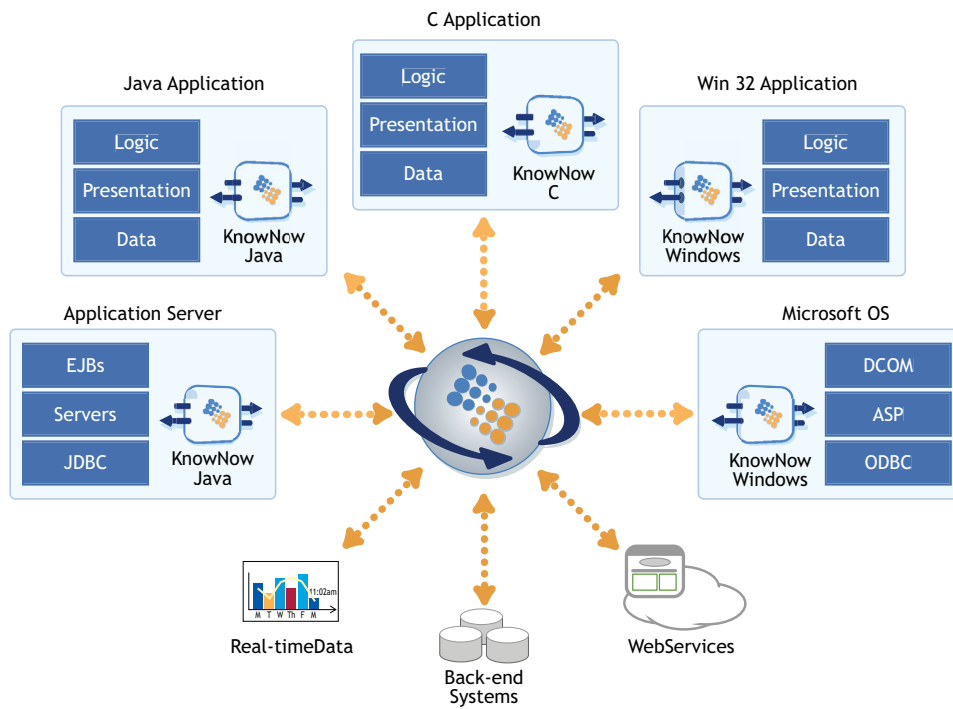 C Application
Logic
Presentation
Data
KnowNow
C
Java Application
Logic
Presentation
Data
KnowNow
Java
Win 32 Application
KnowNow
Windows
Logic
Presentation
Data
Application Server
EJBs
Servers
JDBC
KnowNow
Java
Microsoft OS
KnowNow
Windows
DCOM
ASP
ODBC
11:02am
M T W Th F M
Real-timeData
Back-end
Systems
WebServices